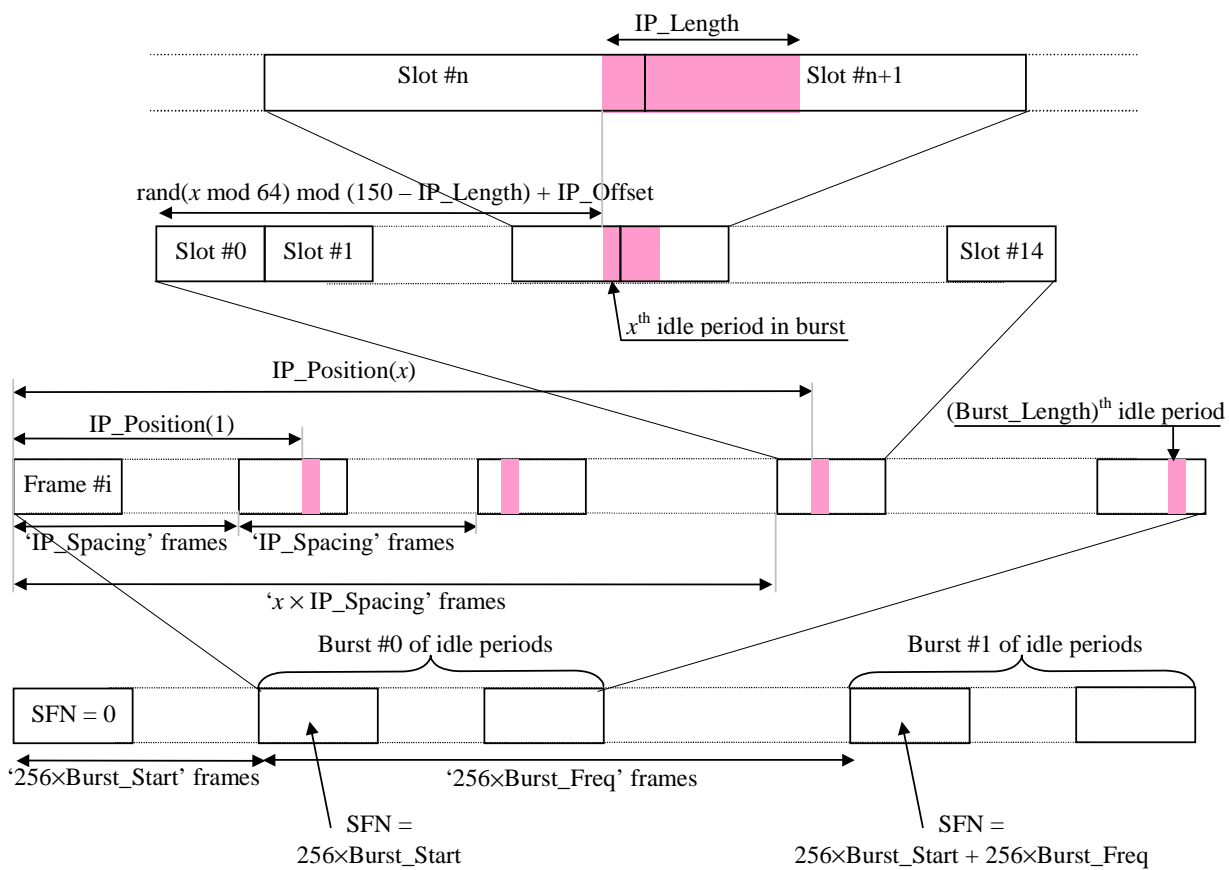 IP_Length
Slot #n
Slot #n+1
rand(x mod 64) mod (150 – IP_Length) + IP_Offset
Slot #0
Slot #1
Slot #14
xth idle period in burst
IP_Position(x)
IP_Position(1)
(Burst_Length)th idle period
Frame #i
‘IP_Spacing’ frames
‘IP_Spacing’ frames
‘x × IP_Spacing’ frames
Burst #0 of idle periods
Burst #1 of idle periods
SFN = 0
‘256×Burst_Start’ frames
‘256×Burst_Freq’ frames
SFN =
256×Burst_Start
SFN =
256×Burst_Start + 256×Burst_Freq